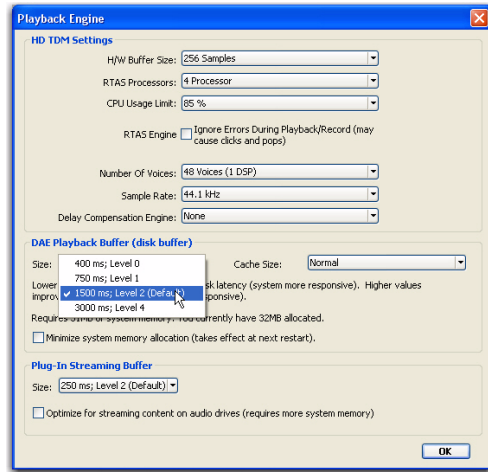 Playback Engine
HD TDM Settings
H/W Buffer Size: 256 Samples
RTAS Processors: 4 Processor
CPU Usage Limit: 85 %
RTAS Engine Ignore Errors During Playback/Record (may
cause clicks and pops)
Number Of Voices: 48 Voices (1 DSP)
Sample Rate: 44.1 kHz
Delay Compensation Engine: None
DAE Playback Buffer (disk buffer)
Size: Cache Size: Normal
400 ms; Level 0
750 ms; Level 1
1500 ms; Level 2 (Default)
3000 ms; Level 4
Lower sk latency (system more responsive). Higher values
improv ponsive).
Requires 31MB of system memory. You currently have 32MB allocated.
Minimize system memory allocation (takes effect at next restart).
Plug-In Streaming Buffer
Size: 250 ms; Level 2 (Default)
Optimize for streaming content on audio drives (requires more system memory)
OK